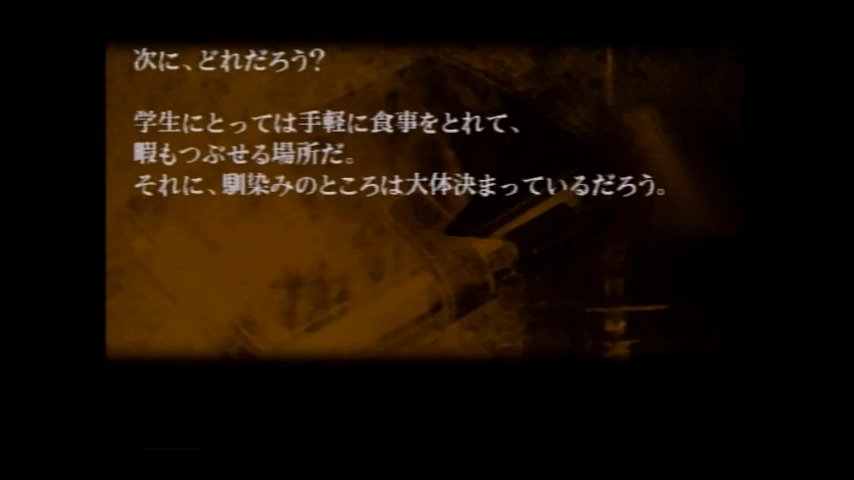 次に、どれだろう?
学生にとっては手軽に食事をとれて、
暇もつぶせる場所だ。
それに、馴染みのところは大体決まっているだろう。